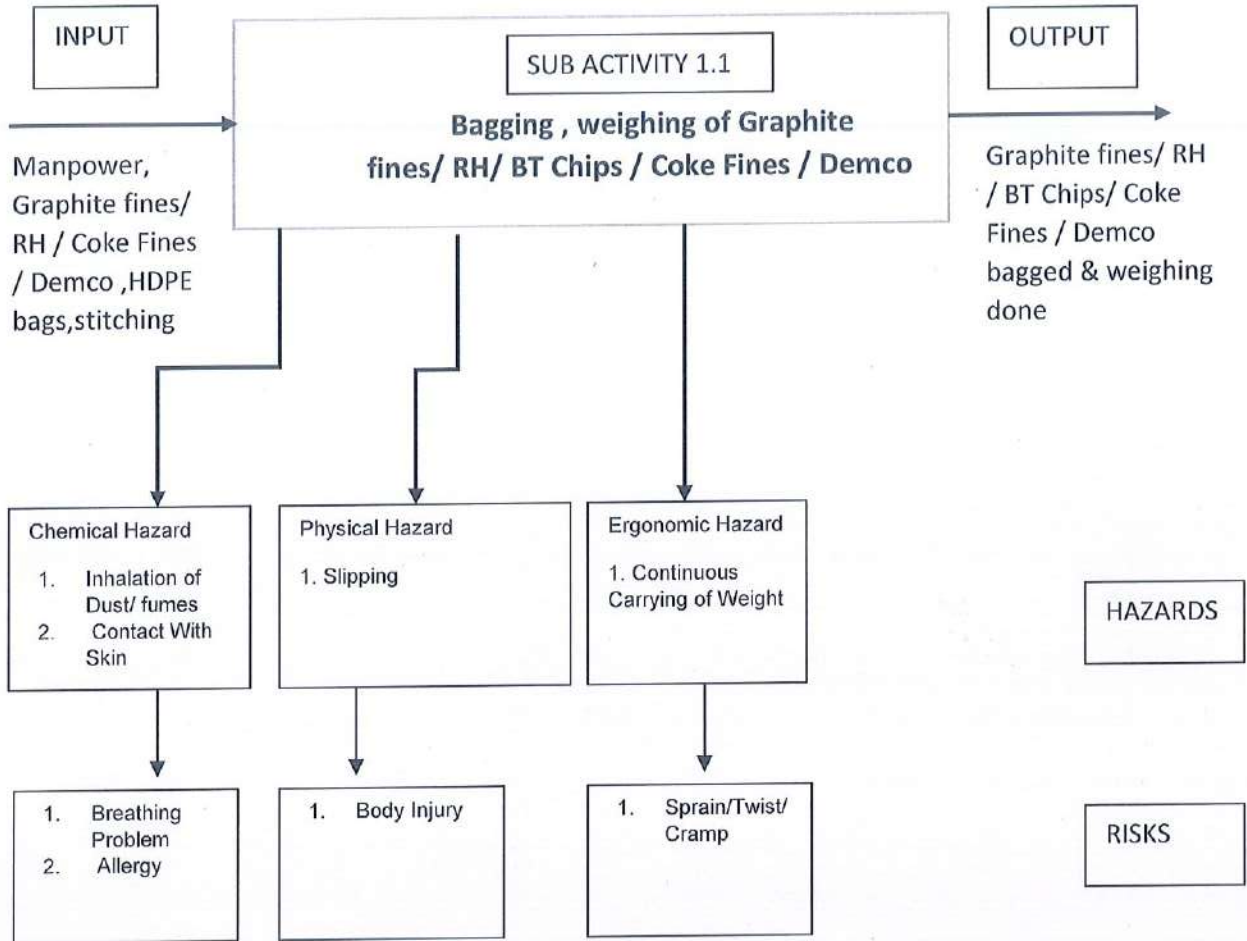 INPUT
SUB ACTIVITY 1.1
OUTPUT
Bagging , weighing of Graphite
fines/ RH/ BT Chips / Coke Fines / Demco
Manpower,
Graphite fines/
RH / Coke Fines
/ Demco ,HDPE
bags,stitching
Graphite fines/ RH
/ BT Chips/ Coke
Fines / Demco
bagged & weighing
done
Chemical Hazard
1. Inhalation of
Dust/ fumes
2. Contact With
Skin
Physical Hazard
1. Slipping
Ergonomic Hazard
1. Continuous
Carrying of Weight
HAZARDS
1. Breathing
Problem
2. Allergy
1. Body Injury
1. Sprain/Twist/
Cramp
RISKS